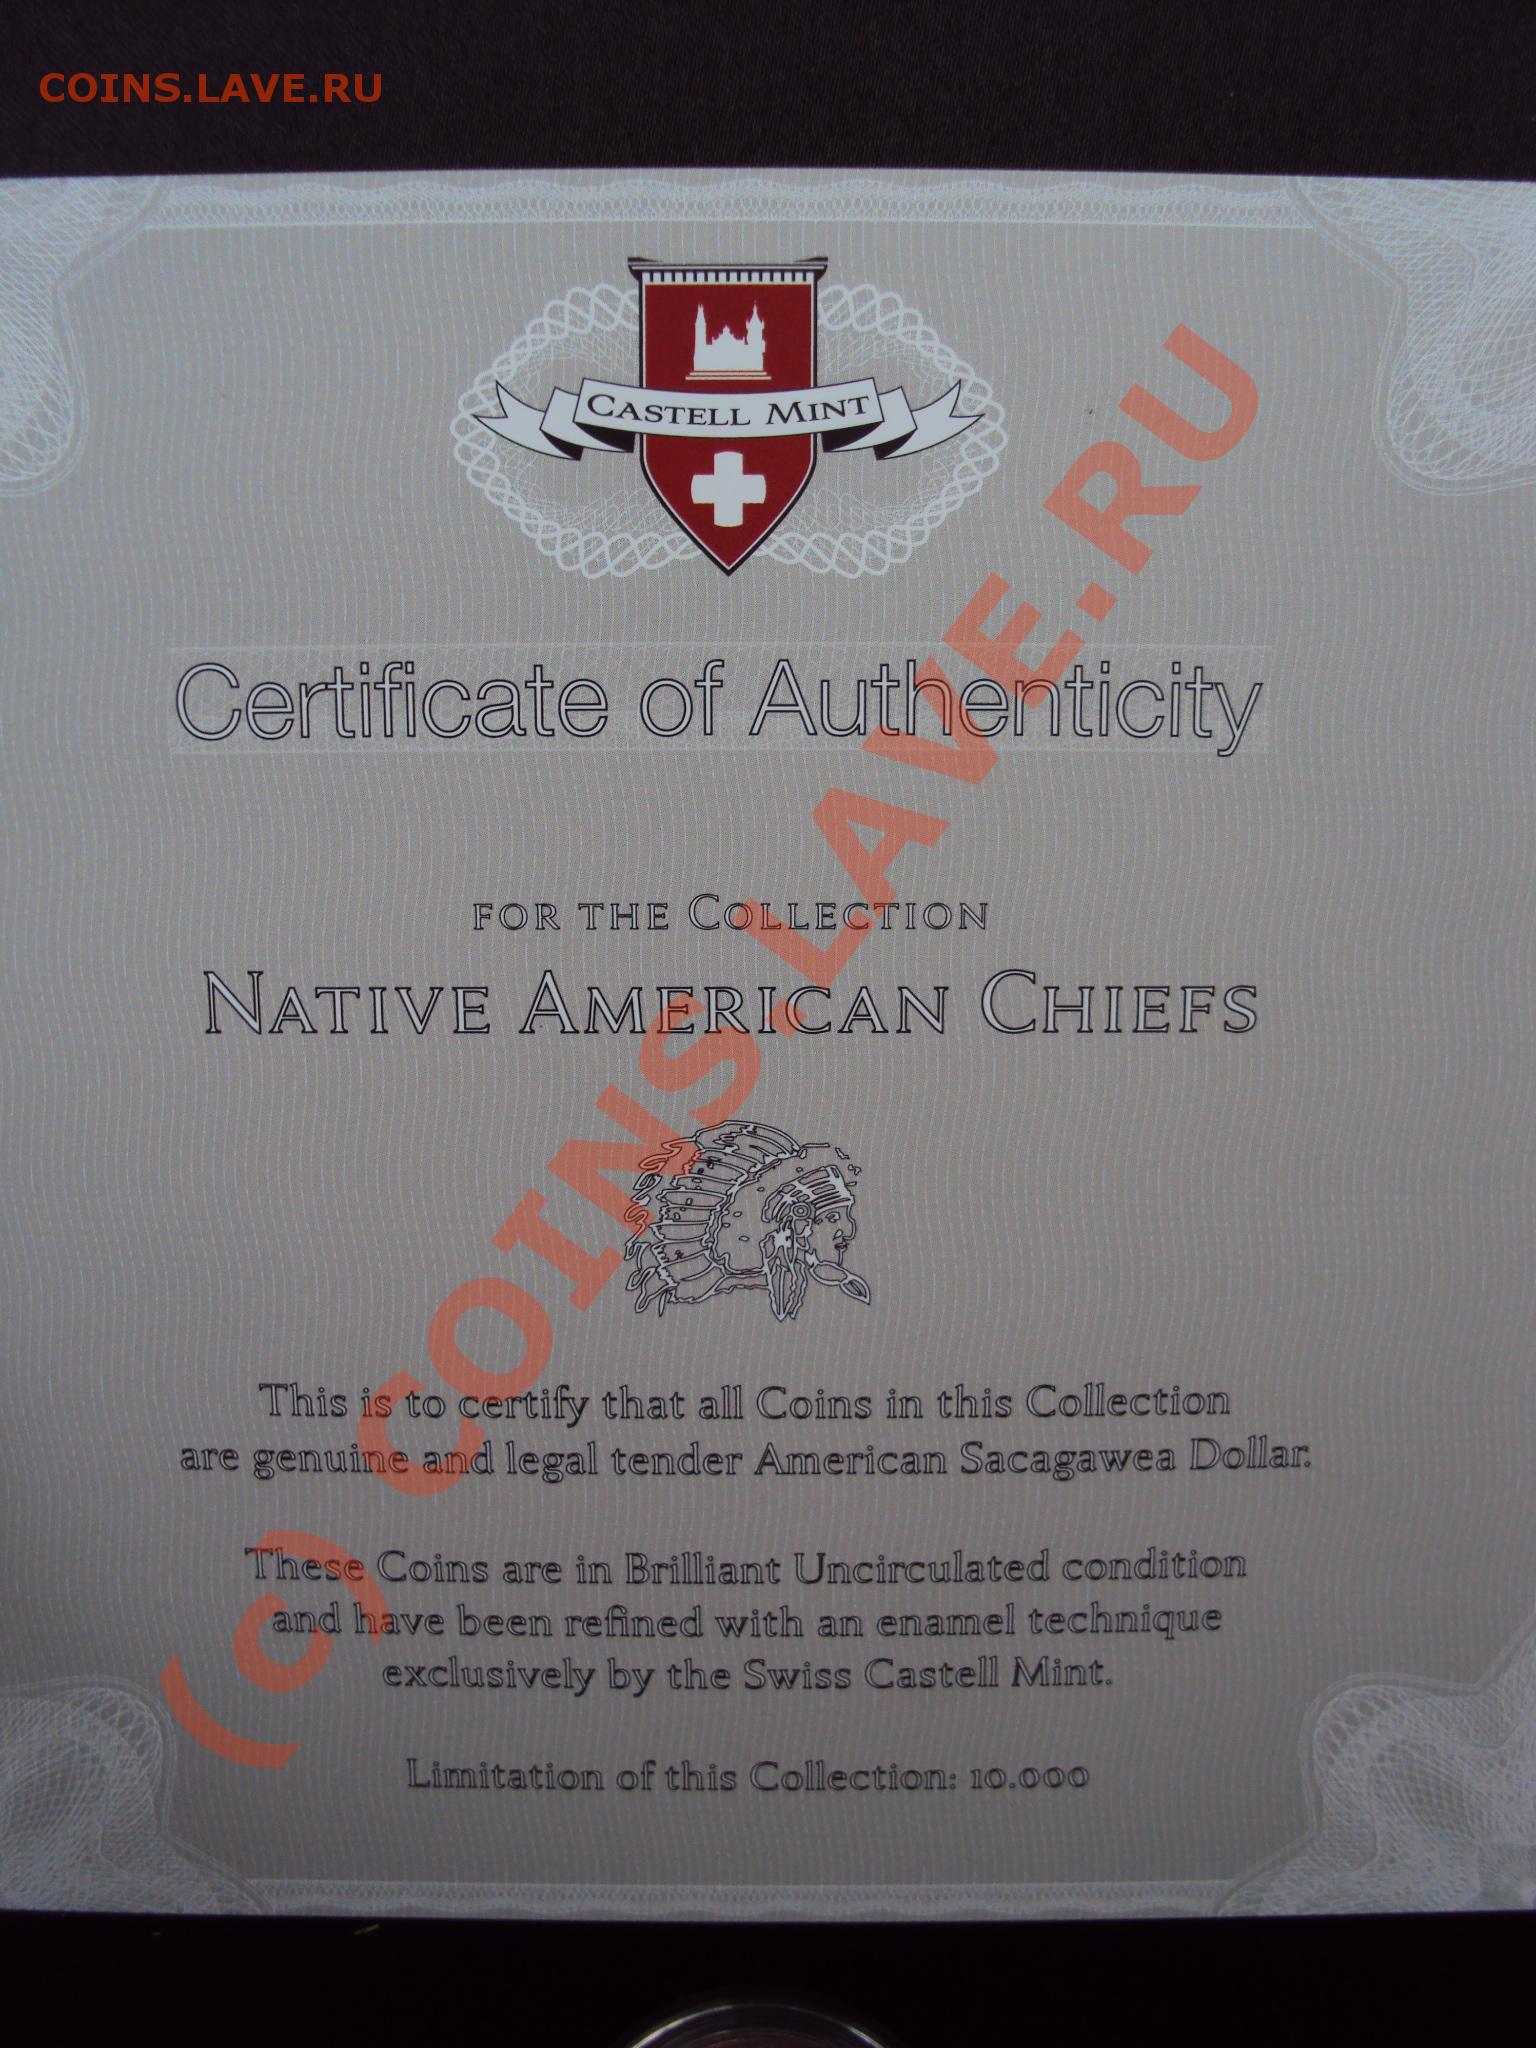 COINS.LAVE.RU
CASTELL MINT
Certificate of Authenticity
FOR THE COLLECTION
NATIVE AMERICAN CHIEFS
This is to certify that all Coins in this Collection
are genuine and legal tender American Sacagawea Dollar.
These Coins are in Brilliant Uncirculated condition
and have been refined with an enamel technique
exclusively by the Swiss Castell Mint.
Limitation of this Collection: 10.000
(c) COINS.LAVE.RU